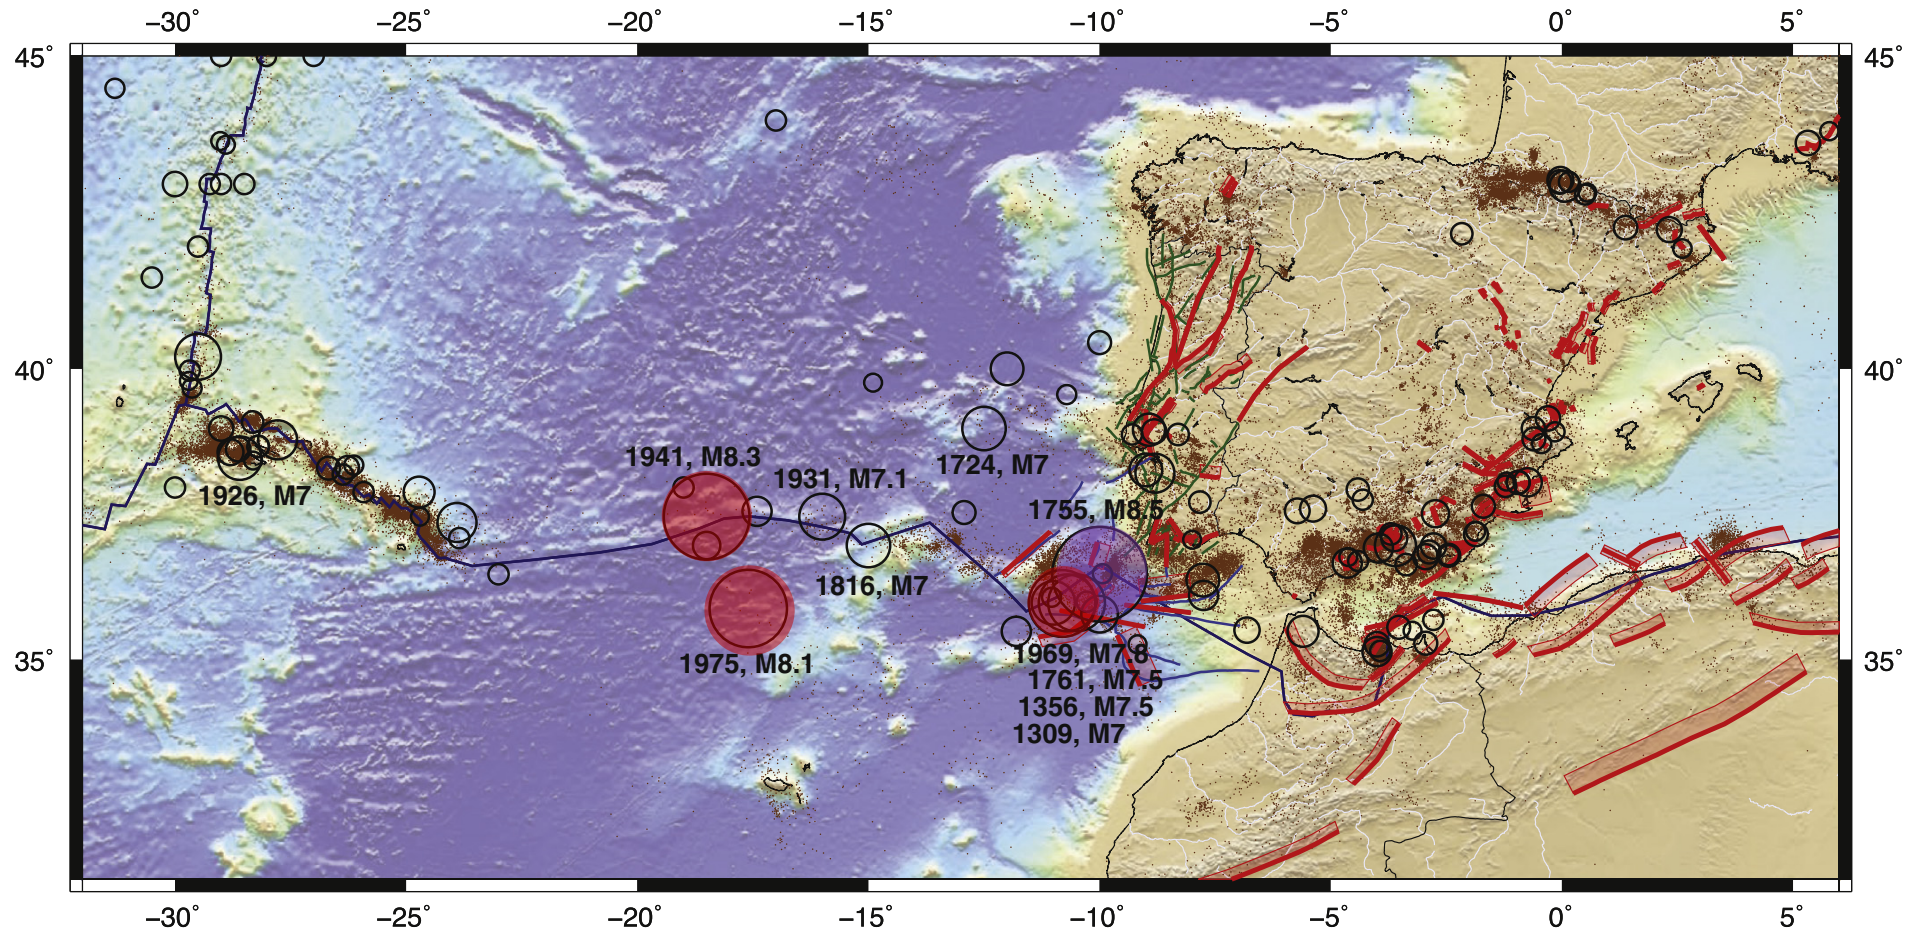 −30° −25° −20° −15° −10° −5° 0° 5°
45° 45°
40° 40°
1941, M8.3
1724, M7
1931, M7.1
1926, M7
1755, M8.5
1816, M7
1969, M7.8
35° 35°
1975, M8.1
1761, M7.5
1356, M7.5
1309, M7
−30° −25° −20° −15° −10° −5° 0° 5°